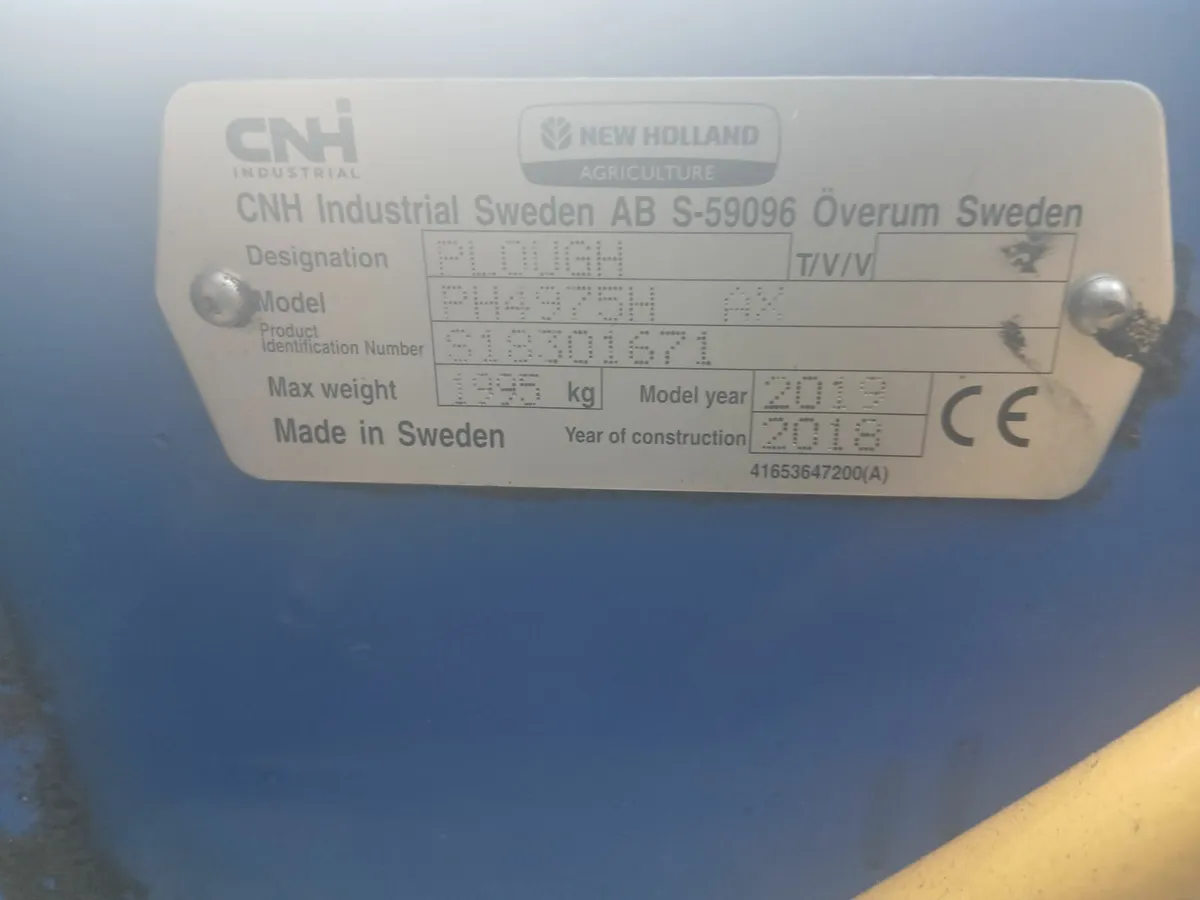 CNHi
INDUSTRIAL
NEW HOLLAND
AGRICULTURE
CNH Industrial Sweden AB S-59096 Överum Sweden
Designation PLOUGH T/V/V
Model PH4975H AX
Product
Identification Number S18301671
Max weight 1995 kg Model year 2019
Made in Sweden Year of construction 2018
CE
41653647200(A)